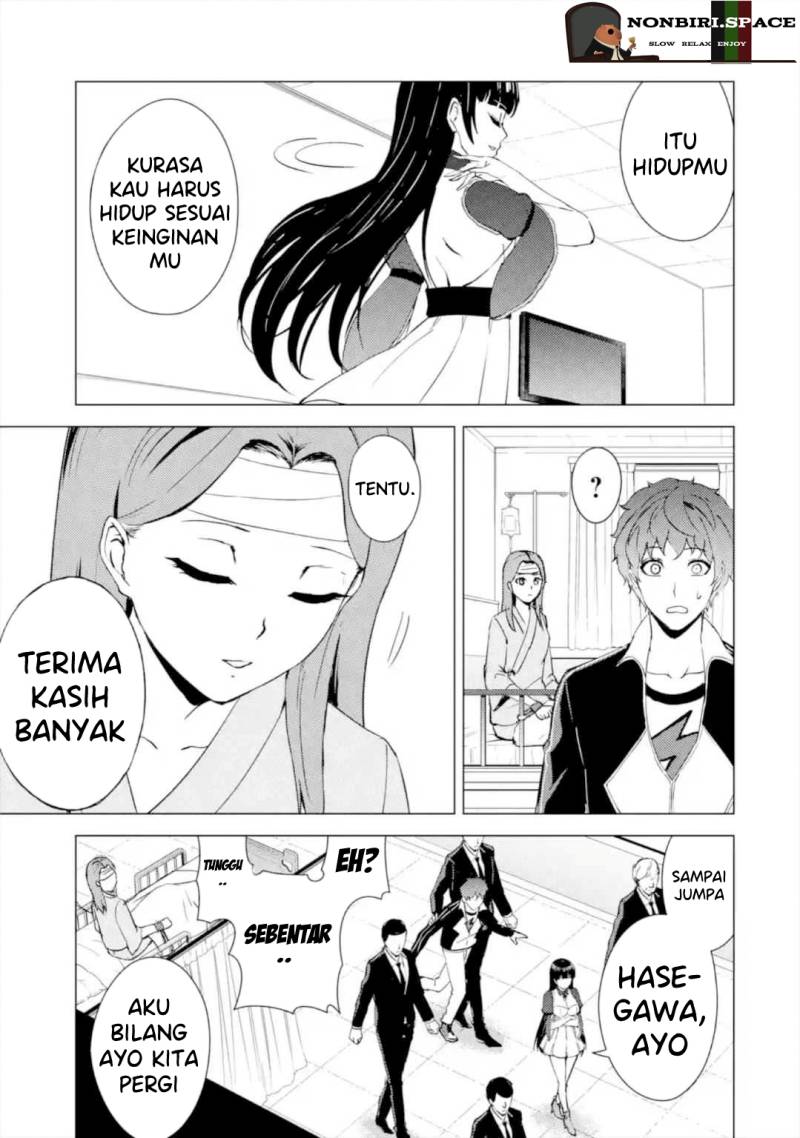 NONBIRI.SPACE
SLOW RELAX ENJOY
ITU
HIDUPMU
KURASA
KAU HARUS
HIDUP SESUAI
KEINGINAN
MU
?
TENTU.
TERIMA
KASIH
BANYAK
SAMPAI
JUMPA
HASE-
GAWA,
AYO
EH?
TUNGGU
..
SEBENTAR
..
AKU
BILANG
AYO KITA
PERGI